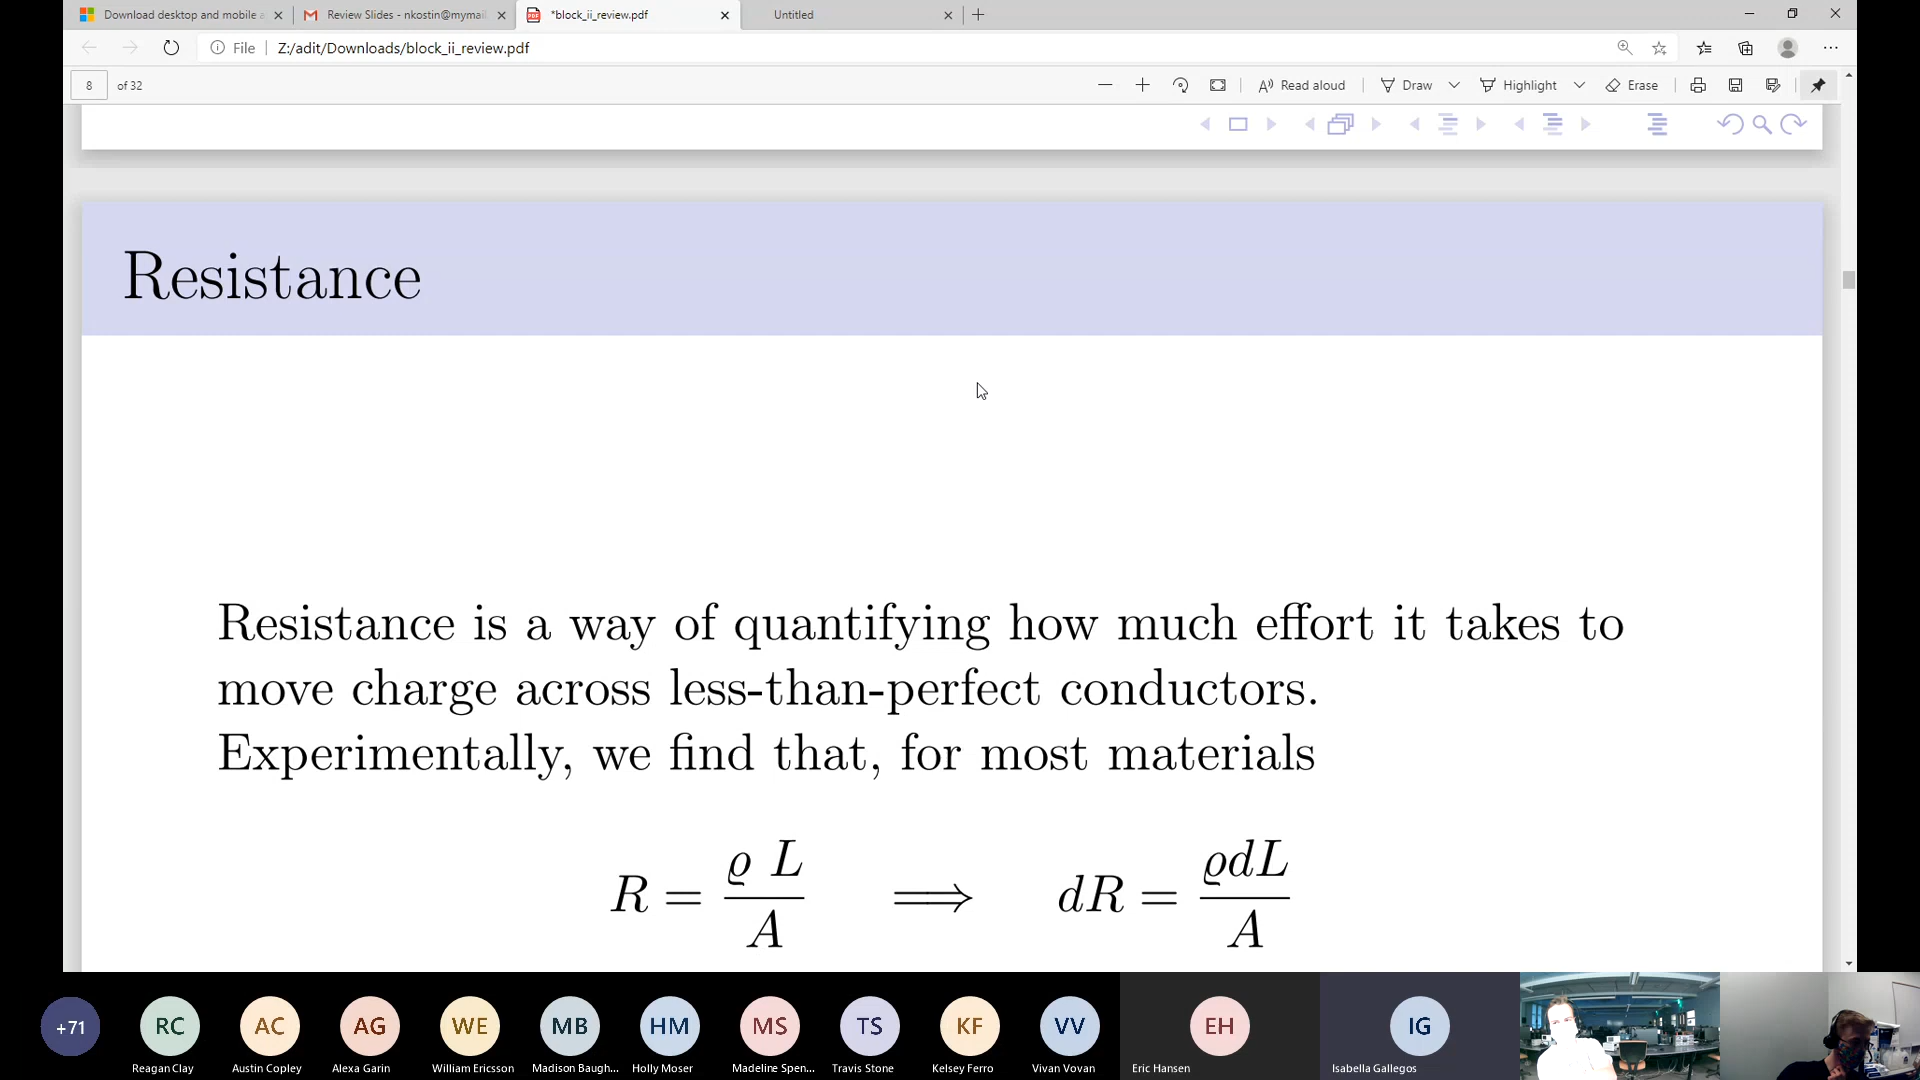 Download desktop and mobile a
Review Slides - nkostin@mymail
*block_ii_review.pdf
Untitled
File
Z:/adit/Downloads/block_ii_review.pdf
8
of 32
Read aloud
Draw
Highlight
Erase
Resistance
Resistance is a way of quantifying how much effort it takes to
move charge across less-than-perfect conductors.
Experimentally, we find that, for most materials
R = ϱ L / A ⟹ dR = ϱdL / A
+71
RC
AC
AG
WE
MB
HM
MS
TS
KF
VV
EH
IG
Reagan Clay
Austin Copley
Alexa Garin
William Ericsson
Madison Baugh...
Holly Moser
Madeline Spen...
Travis Stone
Kelsey Ferro
Vivan Vovan
Eric Hansen
Isabella Gallegos